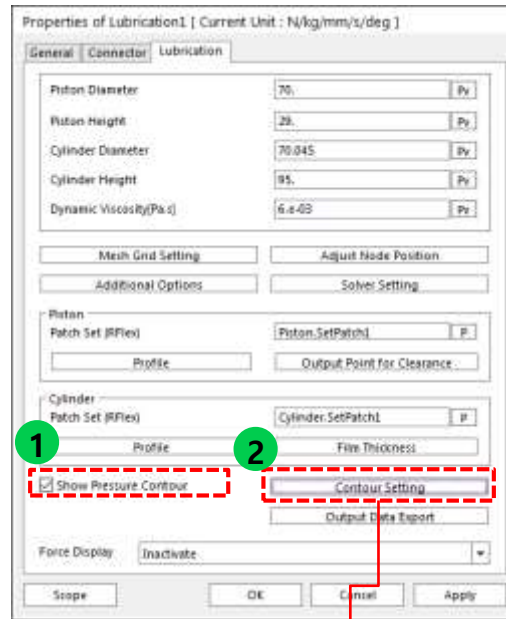 Properties of Lubrication1 [ Current Unit : N/kg/mm/s/deg ]
General Connector Lubrication
Piston Diameter 70. Pv
Piston Height 29. Pv
Cylinder Diameter 70.045 Pv
Cylinder Height 95. Pv
Dynamic Viscosity(Pa.s) 6.e-03 Pv
Mesh Grid Setting Adjust Node Position
Additional Options Solver Setting
Piston
Patch Set (RFlex) Piston.SetPatch1 P
Profile Output Point for Clearance
Cylinder
Patch Set (RFlex) Cylinder.SetPatch1 P
1 Profile 2 Film Thickness
Show Pressure Contour Contour Setting
Output Data Export
Force Display Inactivate
Scope OK Cancel Apply